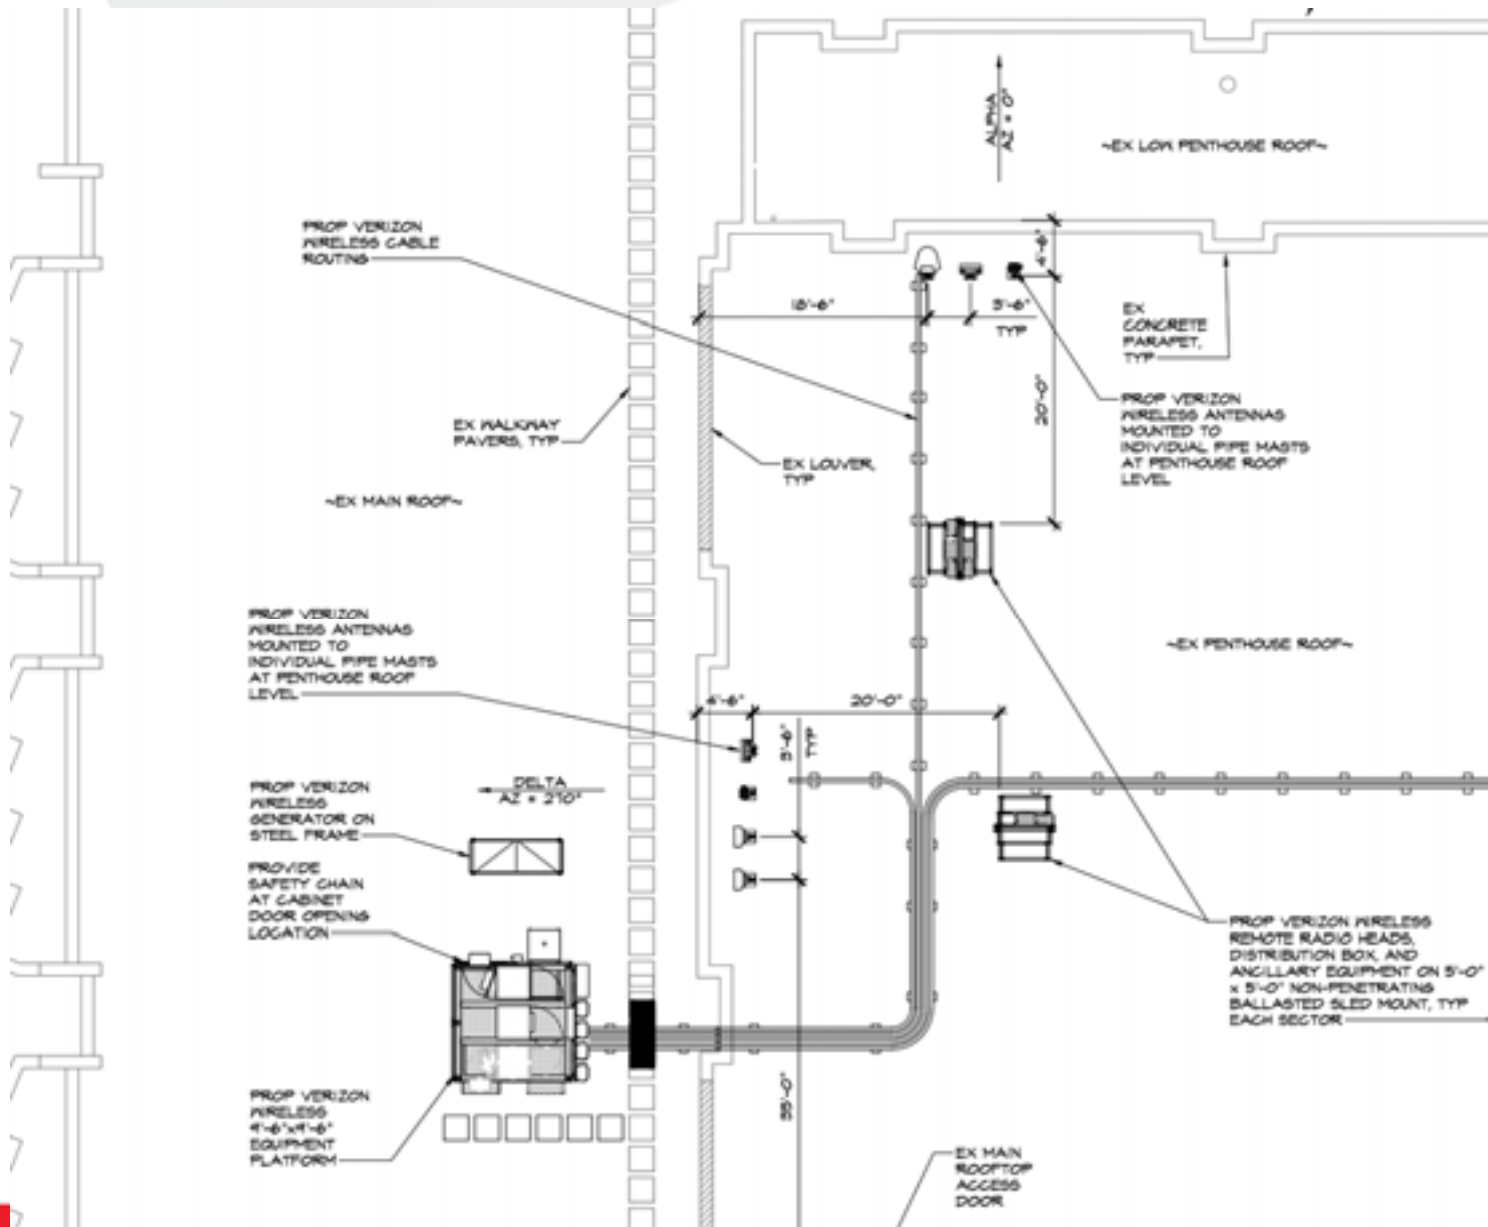 ALPHA
AZ = 0°
~EX LOW PENTHOUSE ROOF~
PROP VERIZON
WIRELESS CABLE
ROUTING
4'-6"
18'-6"
3'-6"
TYP
EX
CONCRETE
PARAPET,
TYP
20'-0"
PROP VERIZON
WIRELESS ANTENNAS
MOUNTED TO
INDIVIDUAL PIPE MASTS
AT PENTHOUSE ROOF
LEVEL
EX WALKWAY
PAVERS, TYP
EX LOUVER,
TYP
~EX MAIN ROOF~
PROP VERIZON
WIRELESS ANTENNAS
MOUNTED TO
INDIVIDUAL PIPE MASTS
AT PENTHOUSE ROOF
LEVEL
~EX PENTHOUSE ROOF~
4'-6"
20'-0"
3'-6"
TYP
DELTA
AZ = 270°
PROP VERIZON
WIRELESS
GENERATOR ON
STEEL FRAME
PROVIDE
SAFETY CHAIN
AT CABINET
DOOR OPENING
LOCATION
PROP VERIZON WIRELESS
REMOTE RADIO HEADS,
DISTRIBUTION BOX, AND
ANCILLARY EQUIPMENT ON 5'-0"
x 5'-0" NON-PENETRATING
BALLASTED SLED MOUNT, TYP
EACH SECTOR
PROP VERIZON
WIRELESS
9'-6"x9'-6"
EQUIPMENT
PLATFORM
EX MAIN
ROOFTOP
ACCESS
DOOR